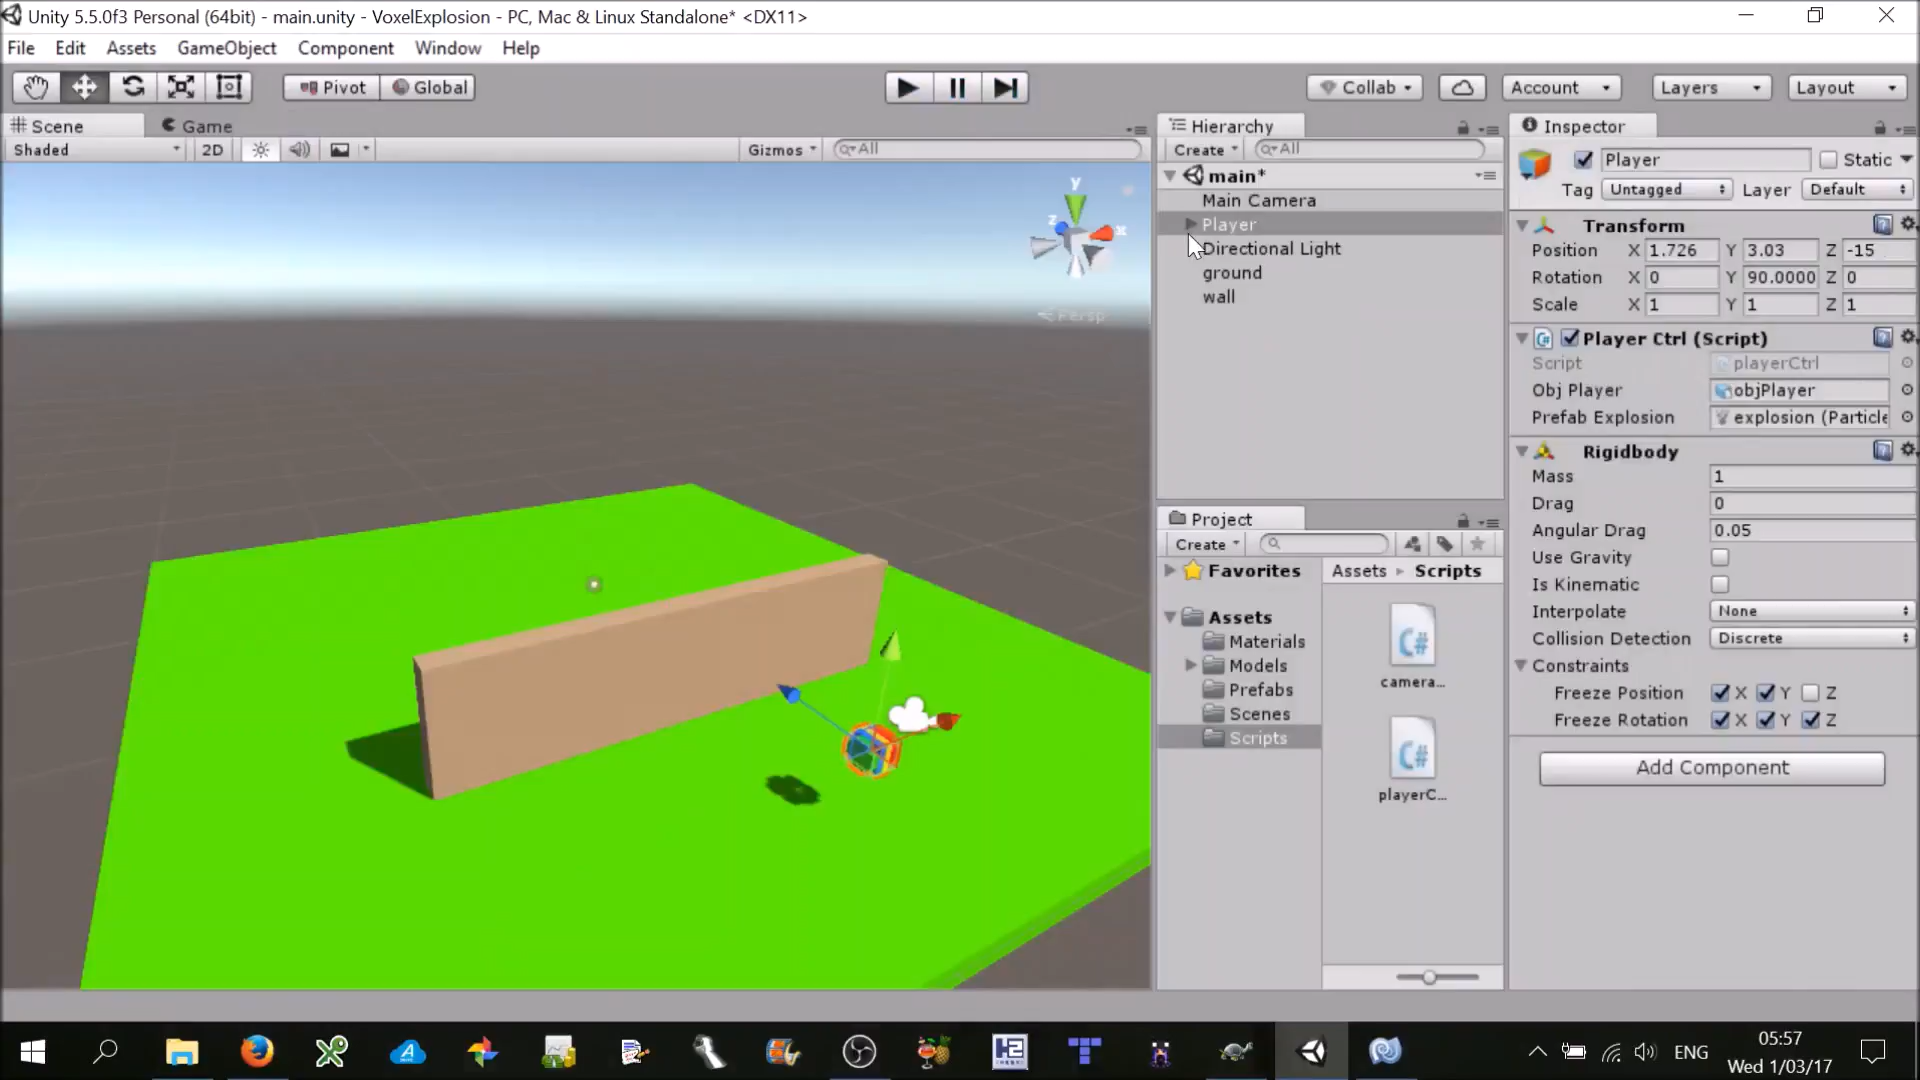 Unity 5.5.0f3 Personal (64bit) - main.unity - VoxelExplosion - PC, Mac & Linux Standalone* <DX11>
File Edit Assets GameObject Component Window Help
Pivot Global Collab Account Layers Layout
Scene Game
Shaded 2D Gizmos All
y
z x
Persp
Hierarchy
Create All
main*
Main Camera
Player
Directional Light
ground
wall
Project
Create
Favorites
Assets
Materials
Models
Prefabs
Scenes
Scripts
Assets Scripts
C#
camera...
C#
playerC...
Inspector
Player Static
Tag Untagged Layer Default
Transform
Position X 1.726 Y 3.03 Z -15
Rotation X 0 Y 90.0000 Z 0
Scale X 1 Y 1 Z 1
Player Ctrl (Script)
Script playerCtrl
Obj Player objPlayer
Prefab Explosion explosion (Particle
Rigidbody
Mass 1
Drag 0
Angular Drag 0.05
Use Gravity
Is Kinematic
Interpolate None
Collision Detection Discrete
Constraints
Freeze Position X Y Z
Freeze Rotation X Y Z
Add Component
ENG
05:57
Wed 1/03/17